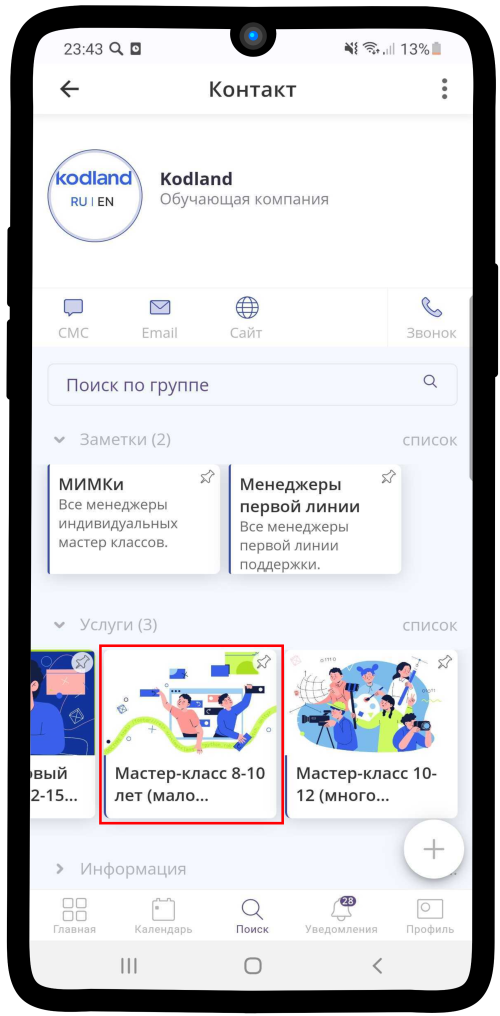 23:43
13%
Контакт
kodland
RU | EN
Kodland
Обучающая компания
СМС
Email
Сайт
Звонок
Поиск по группе
Заметки (2)
список
МИМКи
Все менеджеры
индивидуальных
мастер классов.
Менеджеры
первой линии
Все менеджеры
первой линии
поддержки.
Услуги (3)
список
овый
2-15...
Мастер-класс 8-10
лет (мало...
Мастер-класс 10-
12 (много...
Информация
Главная
Календарь
Поиск
28
Уведомления
Профиль